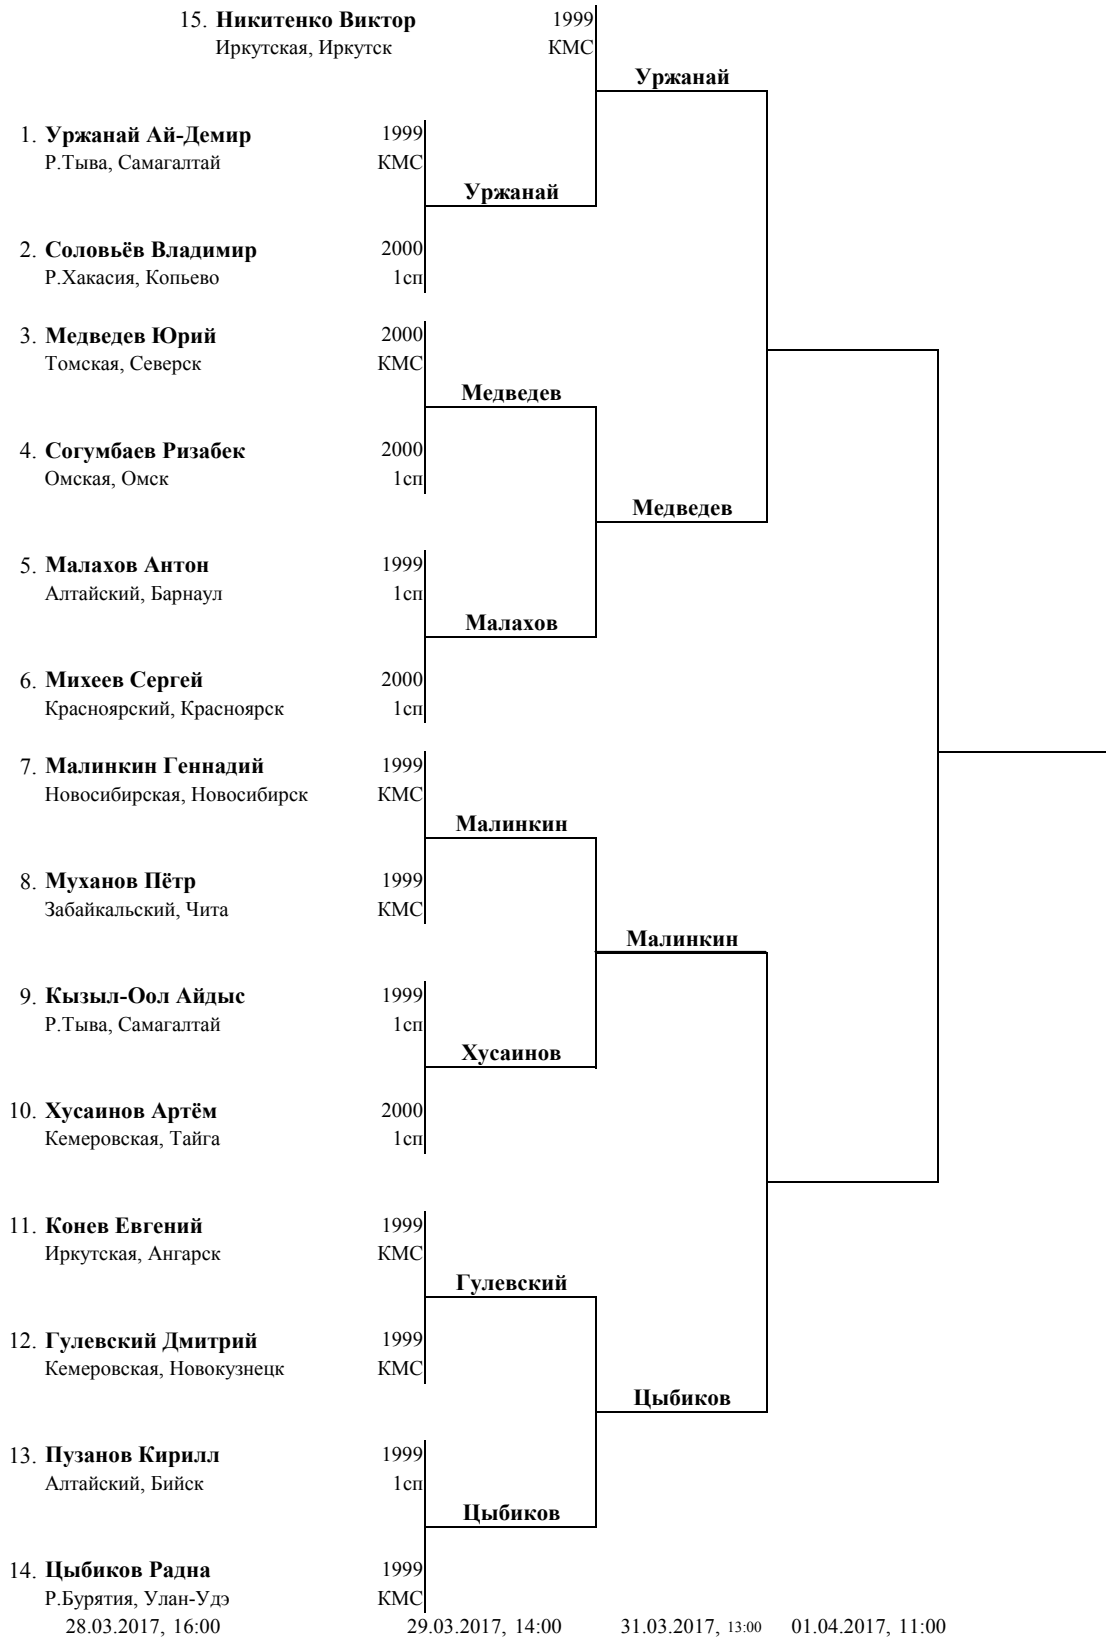 15. Никитенко Виктор 1999
Иркутская, Иркутск КМС
Уржанай
1. Уржанай Ай-Демир 1999
Р.Тыва, Самагалтай КМС
Уржанай
2. Соловьёв Владимир 2000
Р.Хакасия, Копьево 1сп
3. Медведев Юрий 2000
Томская, Северск КМС
Медведев
4. Согумбаев Ризабек 2000
Омская, Омск 1сп
Медведев
5. Малахов Антон 1999
Алтайский, Барнаул 1сп
Малахов
6. Михеев Сергей 2000
Красноярский, Красноярск 1сп
7. Малинкин Геннадий 1999
Новосибирская, Новосибирск КМС
Малинкин
8. Муханов Пётр 1999
Забайкальский, Чита КМС
Малинкин
9. Кызыл-Оол Айдыс 1999
Р.Тыва, Самагалтай 1сп
Хусаинов
10. Хусаинов Артём 2000
Кемеровская, Тайга 1сп
11. Конев Евгений 1999
Иркутская, Ангарск КМС
Гулевский
12. Гулевский Дмитрий 1999
Кемеровская, Новокузнецк КМС
Цыбиков
13. Пузанов Кирилл 1999
Алтайский, Бийск 1сп
Цыбиков
14. Цыбиков Радна 1999
Р.Бурятия, Улан-Удэ КМС
28.03.2017, 16:00 29.03.2017, 14:00 31.03.2017, 13:00 01.04.2017, 11:00